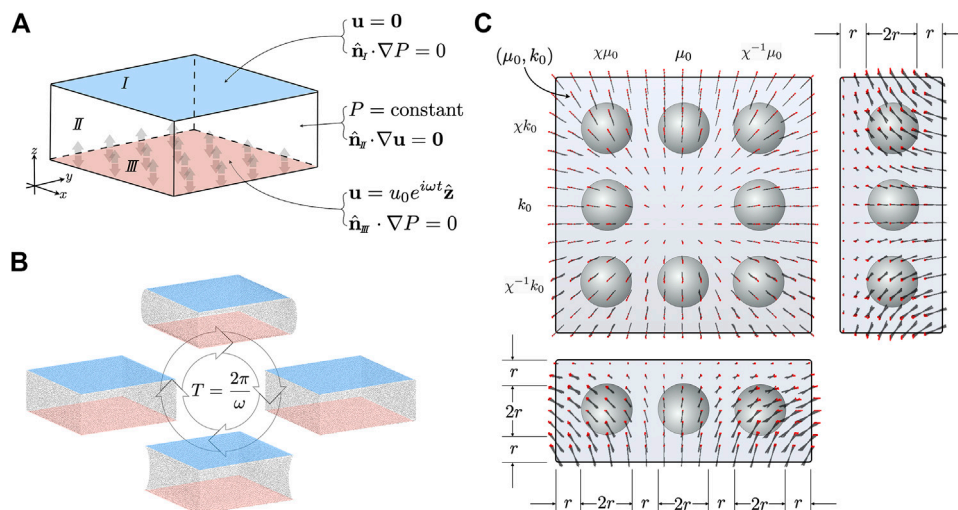 A
u = 0
n̂_I · ∇P = 0
I
II
P = constant
n̂_II · ∇u = 0
III
z
y
x
u = u₀e^{iωt}ẑ
n̂_III · ∇P = 0
B
T = 2π/ω
C
(μ₀, k₀)
χμ₀
μ₀
χ⁻¹μ₀
r
2r
r
χk₀
k₀
χ⁻¹k₀
r
2r
r
r
2r
r
2r
r
2r
r